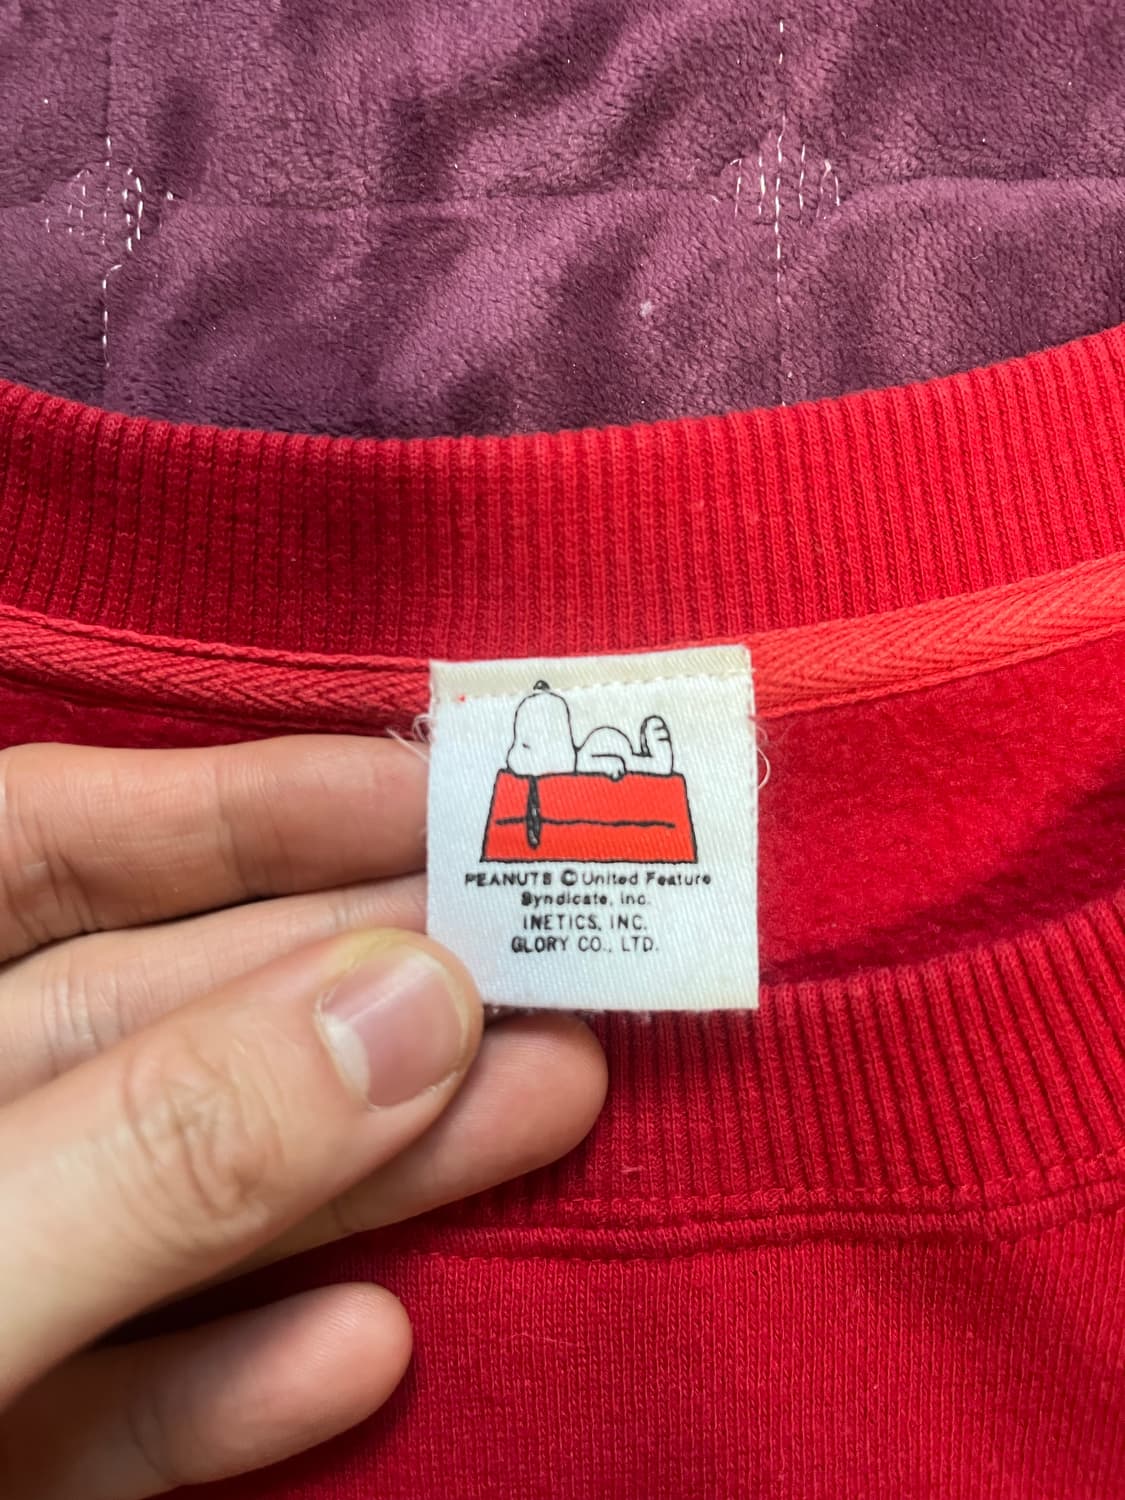 PEANUTS © United Feature
Syndicate, Inc.
INETICS, INC.
GLORY CO., LTD.